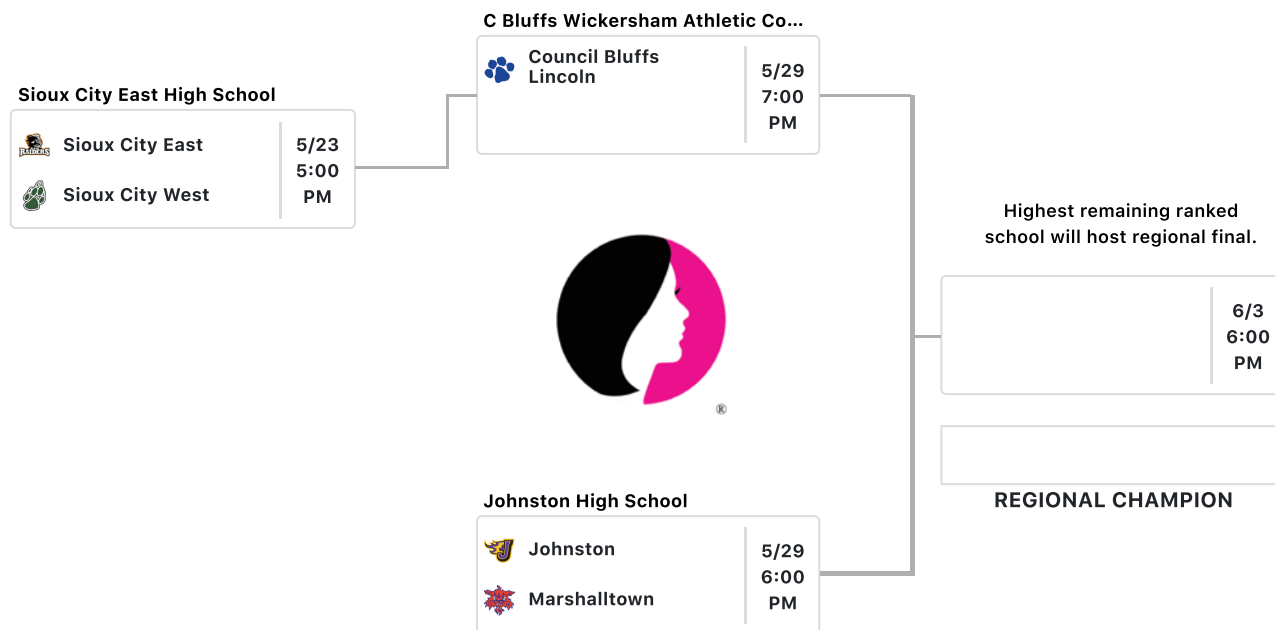 C Bluffs Wickersham Athletic Co...
Council Bluffs
Lincoln
5/29
7:00
PM
Sioux City East High School
RAIDERS
Sioux City East
Sioux City West
5/23
5:00
PM
Highest remaining ranked
school will host regional final.
6/3
6:00
PM
REGIONAL CHAMPION
®
Johnston High School
J
Johnston
Marshalltown
5/29
6:00
PM